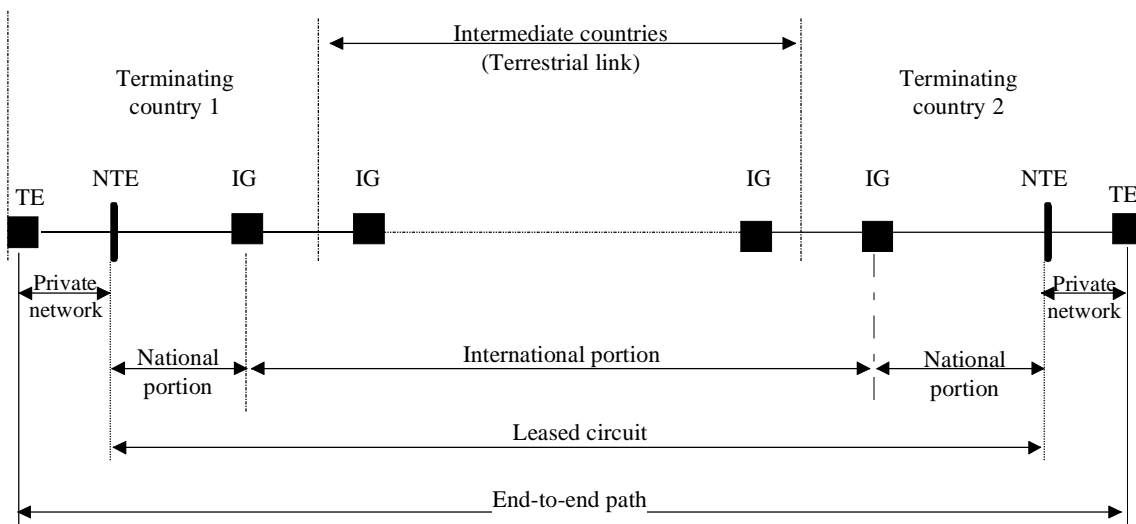 Intermediate countries
(Terrestrial link)
Terminating
country 1
Terminating
country 2
TE
NTE
IG
IG
IG
IG
NTE
TE
Private
network
Private
network
National
portion
International portion
National
portion
Leased circuit
End-to-end path